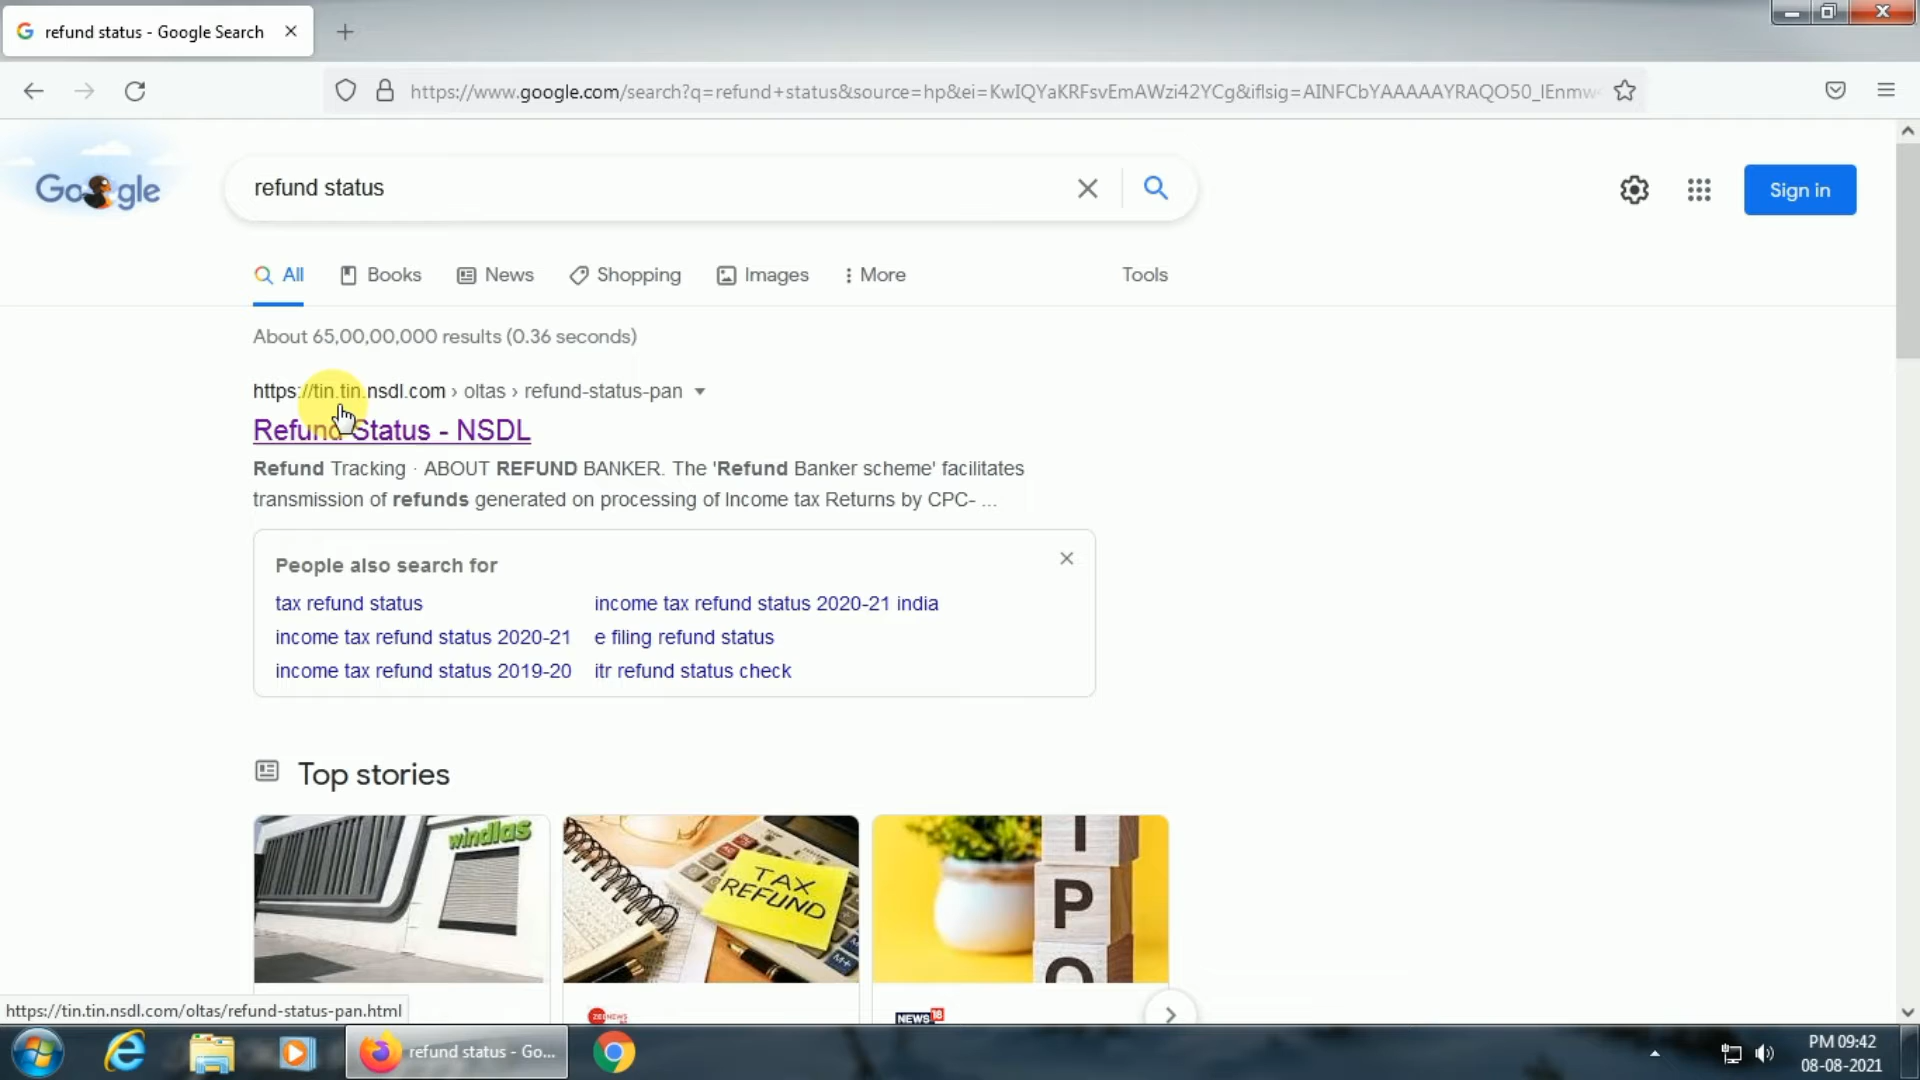 refund status - Google Search
https://www.google.com/search?q=refund+status&source=hp&ei=KwIQYaKRFsvEmAWzi42YCg&iflsig=AINFCbYAAAAAYRAQO50_IEnmw
Google
refund status
Sign in
All Books News Shopping Images More Tools
About 65,00,00,000 results (0.36 seconds)
https://tin.tin.nsdl.com › oltas › refund-status-pan
Refund Status - NSDL
Refund Tracking · ABOUT REFUND BANKER. The 'Refund Banker scheme' facilitates
transmission of refunds generated on processing of Income tax Returns by CPC- ...
People also search for
tax refund status income tax refund status 2020-21 india
income tax refund status 2020-21 e filing refund status
income tax refund status 2019-20 itr refund status check
Top stories
windlas
TAX
REFUND
M+
I
P
O
ZEE NEWS
NEWS18
https://tin.tin.nsdl.com/oltas/refund-status-pan.html
refund status - Go...
PM 09:42
08-08-2021